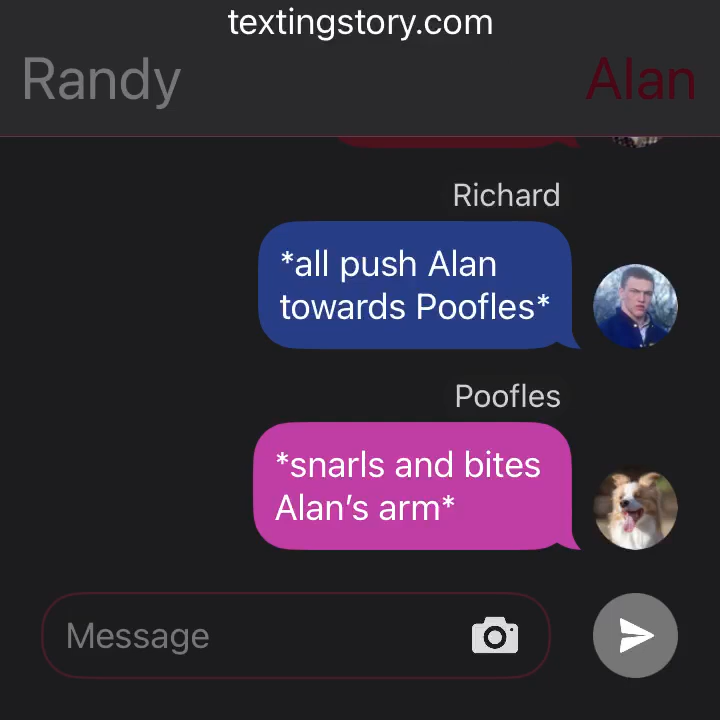 textingstory.com
Randy
Alan
Richard
*all push Alan
towards Poofles*
Poofles
*snarls and bites
Alan’s arm*
Message